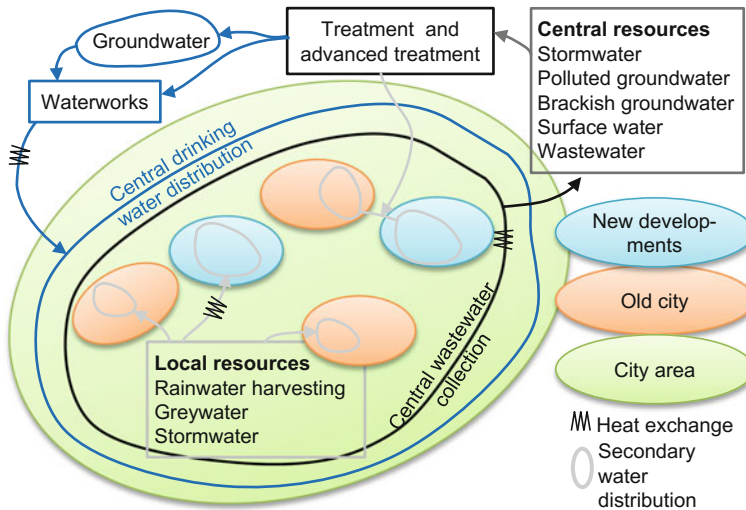 Groundwater
Treatment and
advanced treatment
Waterworks
Central resources
Stormwater
Polluted groundwater
Brackish groundwater
Surface water
Wastewater
Central drinking
water distribution
Local resources
Rainwater harvesting
Greywater
Stormwater
Central wastewater
collection
New develop-
ments
Old city
City area
Heat exchange
Secondary
water
distribution